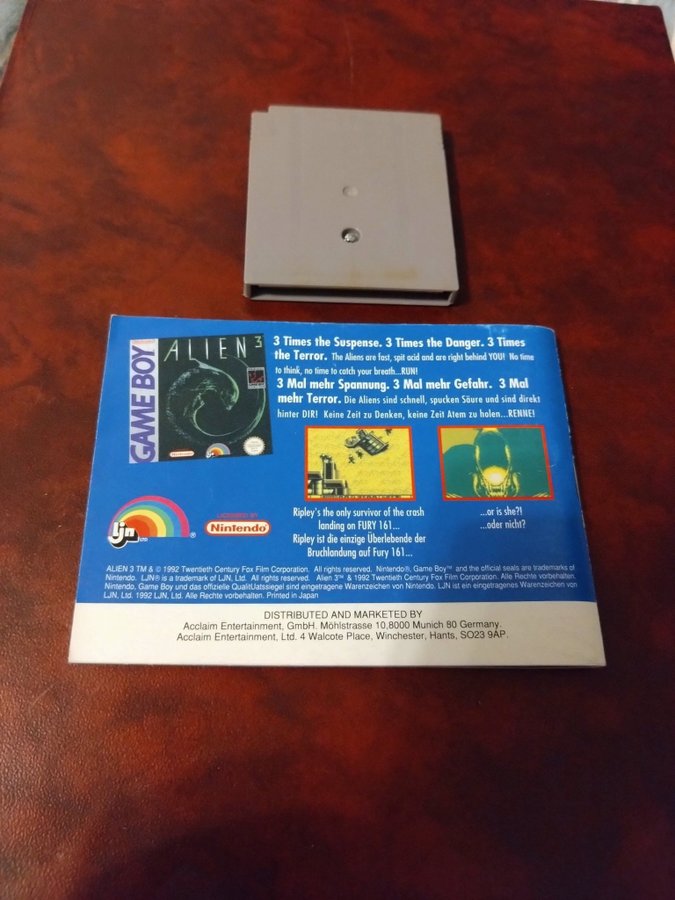 GAME BOY
ALIEN 3
Nintendo
3 Times the Suspense. 3 Times the Danger. 3 Times
the Terror. The Aliens are fast, spit acid and are right behind YOU! No time
to think, no time to catch your breath...RUN!
3 Mal mehr Spannung. 3 Mal mehr Gefahr. 3 Mal
mehr Terror. Die Aliens sind schnell, spucken Säure und sind direkt
hinter DIR! Keine Zeit zu Denken, keine Zeit Atem zu holen...RENNE!
Ripley's the only survivor of the crash
landing on FURY 161...
Ripley ist die einzige Überlebende der
Bruchlandung auf Fury 161...
...or is she?!
...oder nicht?
LJN LTD ®
LICENSED BY
Nintendo
ALIEN 3 TM & © 1992 Twentieth Century Fox Film Corporation. All rights reserved. Nintendo®, Game Boy™ and the official seals are trademarks of
Nintendo. LJN® is a trademark of LJN, Ltd. All rights reserved. Alien 3™ & 1992 Twentieth Century Fox Film Corporation. Alle Rechte vorbehalten.
Nintendo, Game Boy und das offizielle QualitUatssiegel sind eingetragene Warenzeichen von Nintendo. LJN ist ein eingetragenes Warenzeichen von
LJN, Ltd. 1992 LJN, Ltd. Alle Rechte vorbehalten. Printed in Japan
DISTRIBUTED AND MARKETED BY
Acclaim Entertainment, GmbH. Möhlstrasse 10,8000 Munich 80 Germany.
Acclaim Entertainment, Ltd. 4 Walcote Place, Winchester, Hants, SO23 9AP.